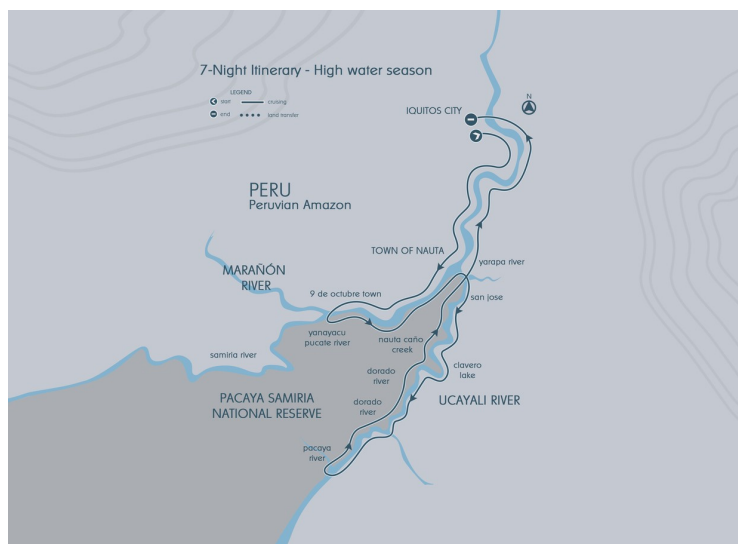 7-Night Itinerary - High water season
LEGEND
start
cruising
end
land transfer
N
IQUITOS CITY
PERU
Peruvian Amazon
TOWN OF NAUTA
yarapa river
MARAÑÓN
RIVER
9 de octubre town
san jose
yanayacu
pucate river
nauta caño
creek
samiria river
dorado
river
clavero
lake
PACAYA SAMIRIA
NATIONAL RESERVE
dorado
river
UCAYALI RIVER
pacaya
river